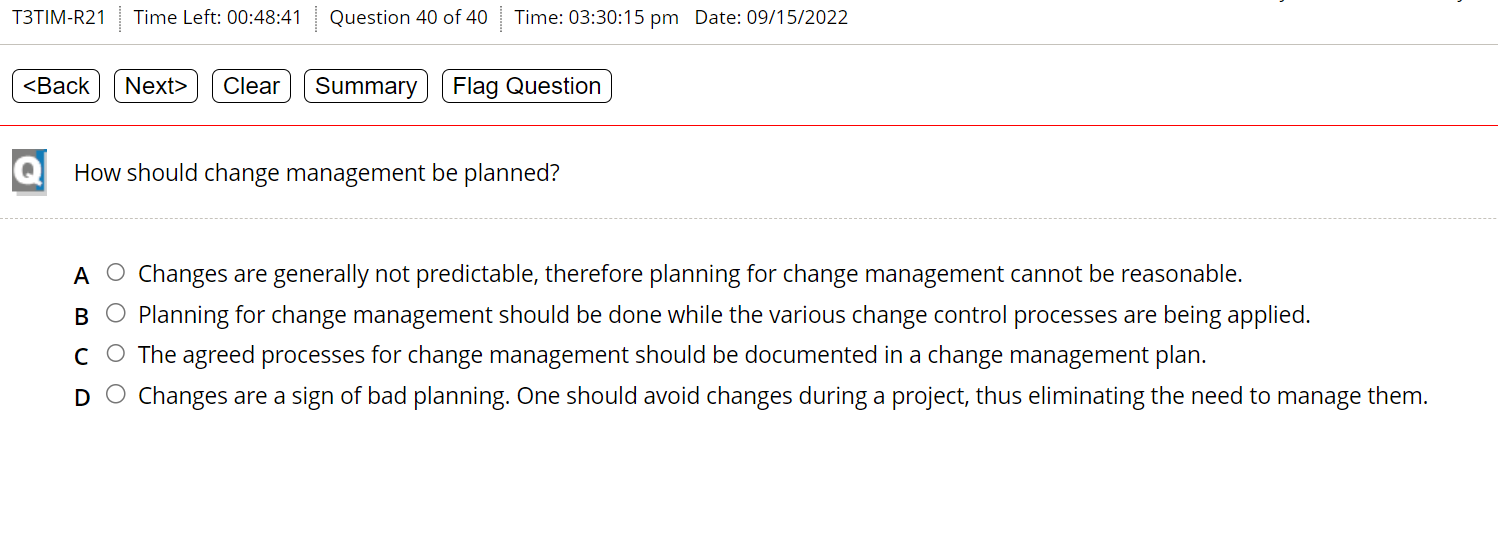 T3TIM-R21 Time Left: 00:48:41 Question 40 of 40 Time: 03:30:15 pm Date: 09/15/2022
<Back Next> Clear Summary Flag Question
Q How should change management be planned?
A Changes are generally not predictable, therefore planning for change management cannot be reasonable.
B Planning for change management should be done while the various change control processes are being applied.
C The agreed processes for change management should be documented in a change management plan.
D Changes are a sign of bad planning. One should avoid changes during a project, thus eliminating the need to manage them.